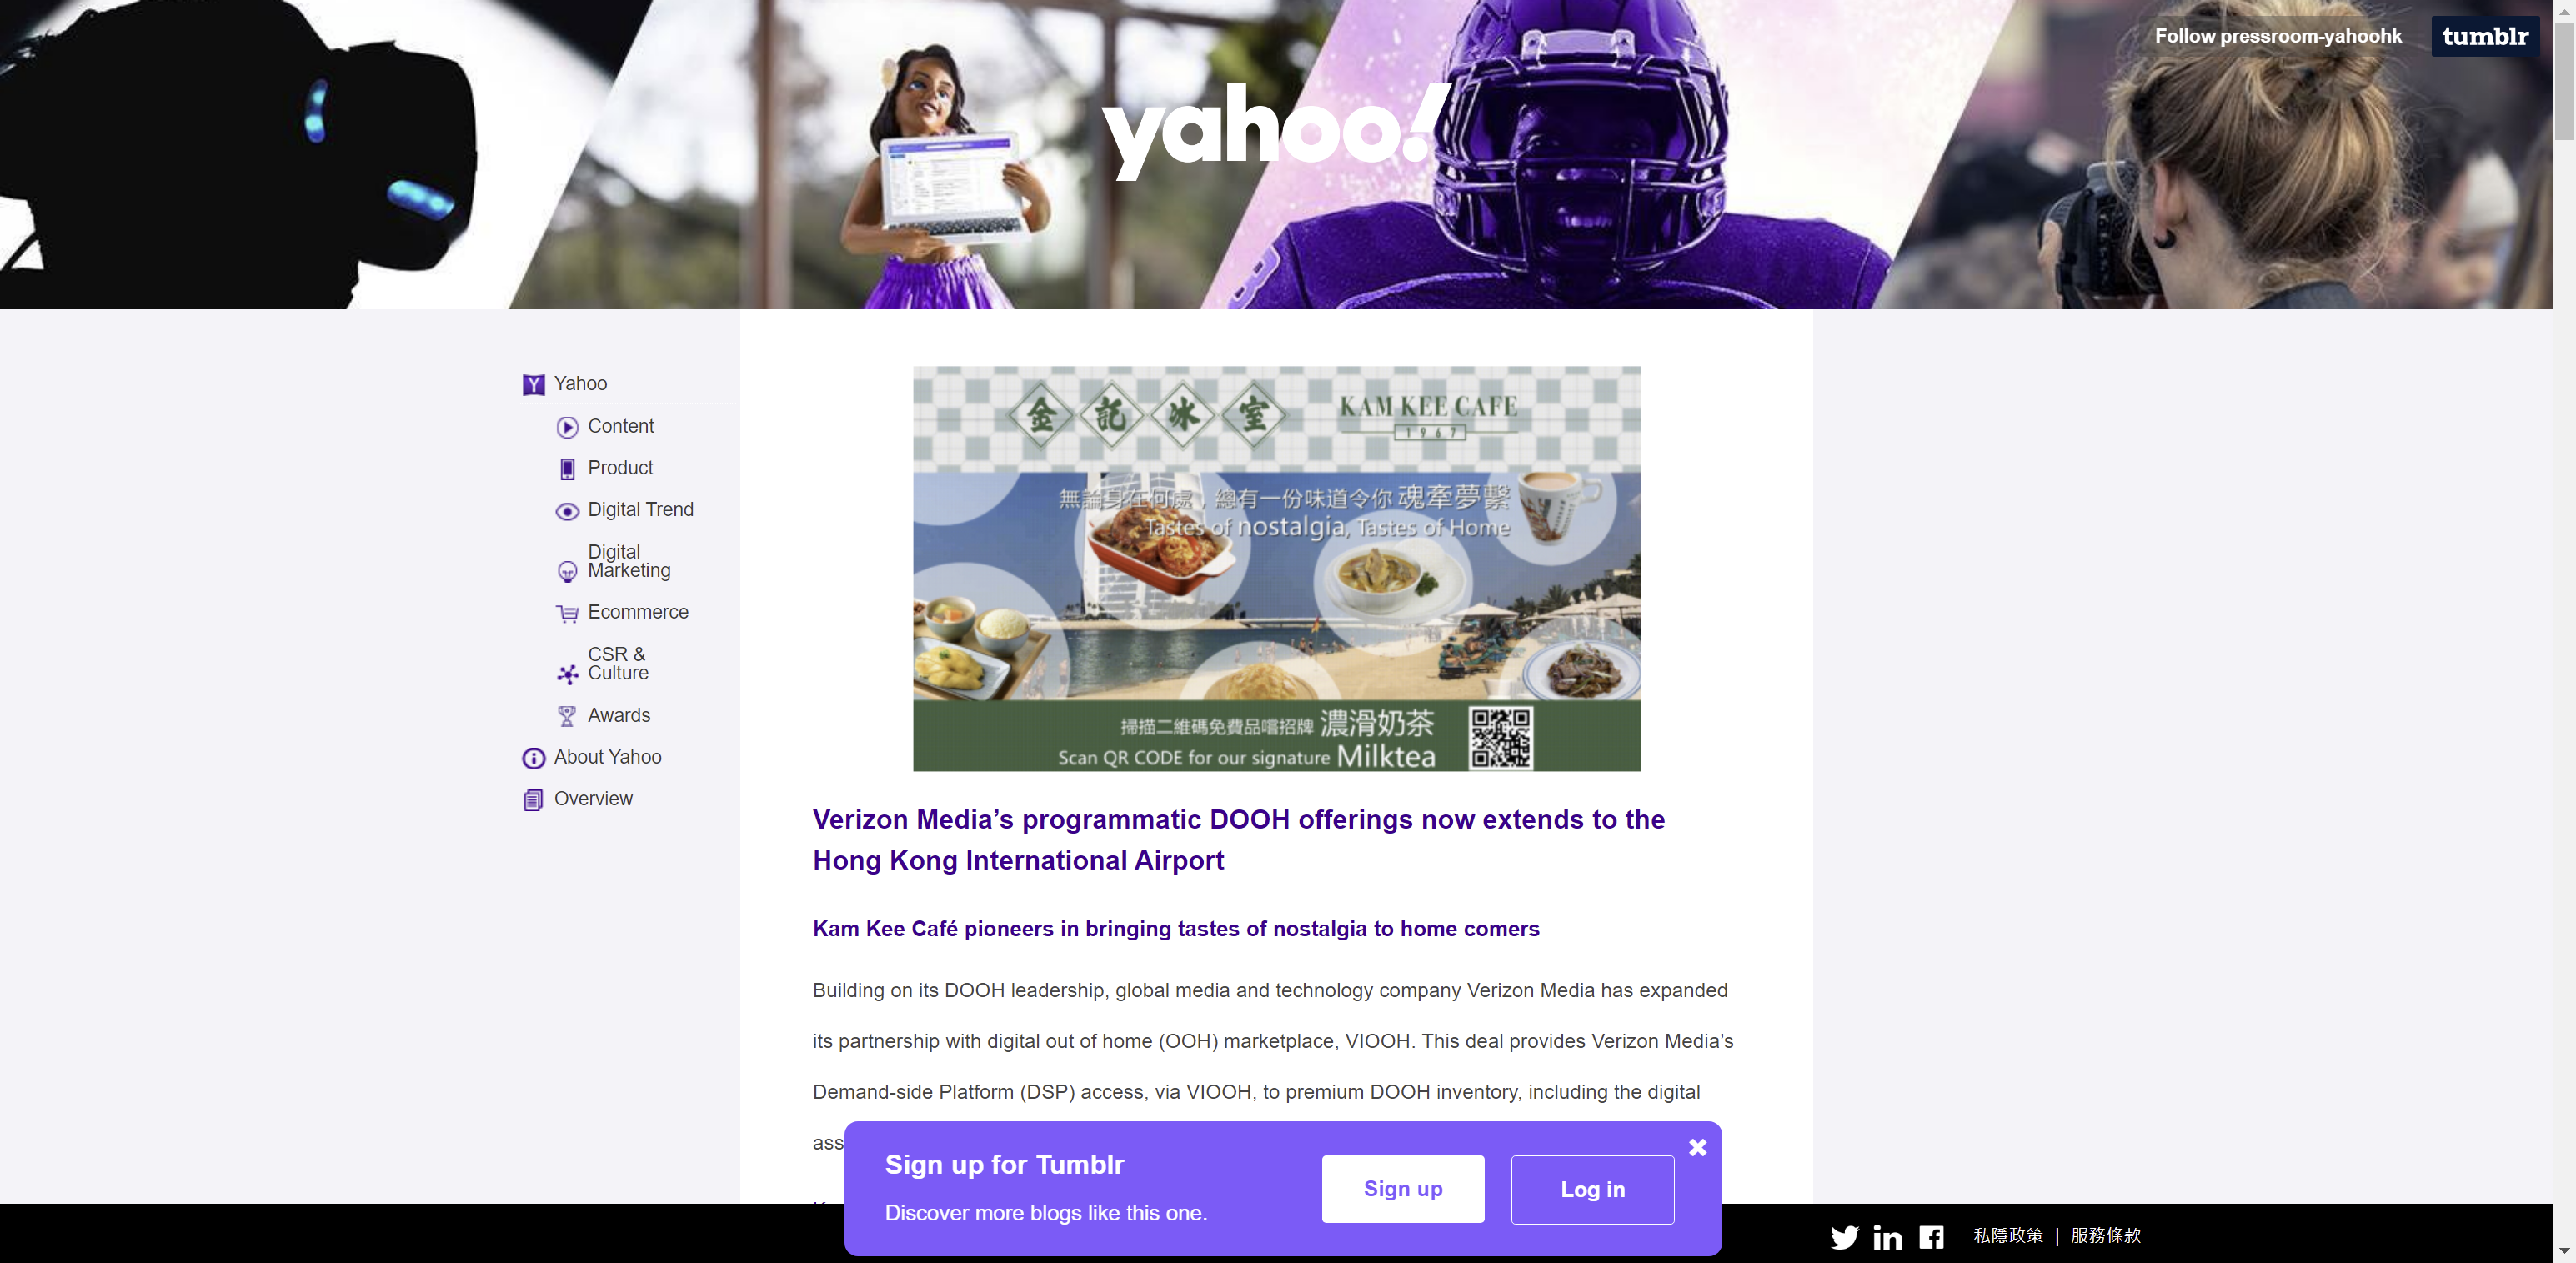 Follow pressroom-yahoohk
tumblr
yahoo!
Yahoo
Content
Product
Digital Trend
Digital
Marketing
Ecommerce
CSR &
Culture
Awards
About Yahoo
Overview
金記冰室
KAM KEE CAFE
1967
無論身在何處，總有一份味道令你魂牽夢繫
Tastes of nostalgia, Tastes of Home
掃描二維碼免費品嚐招牌 濃滑奶茶
Scan QR CODE for our signature Milktea
Verizon Media’s programmatic DOOH offerings now extends to the
Hong Kong International Airport
Kam Kee Café pioneers in bringing tastes of nostalgia to home comers
Building on its DOOH leadership, global media and technology company Verizon Media has expanded
its partnership with digital out of home (OOH) marketplace, VIOOH. This deal provides Verizon Media’s
Demand-side Platform (DSP) access, via VIOOH, to premium DOOH inventory, including the digital
ass
Sign up for Tumblr
Discover more blogs like this one.
Sign up
Log in
私隱政策 | 服務條款